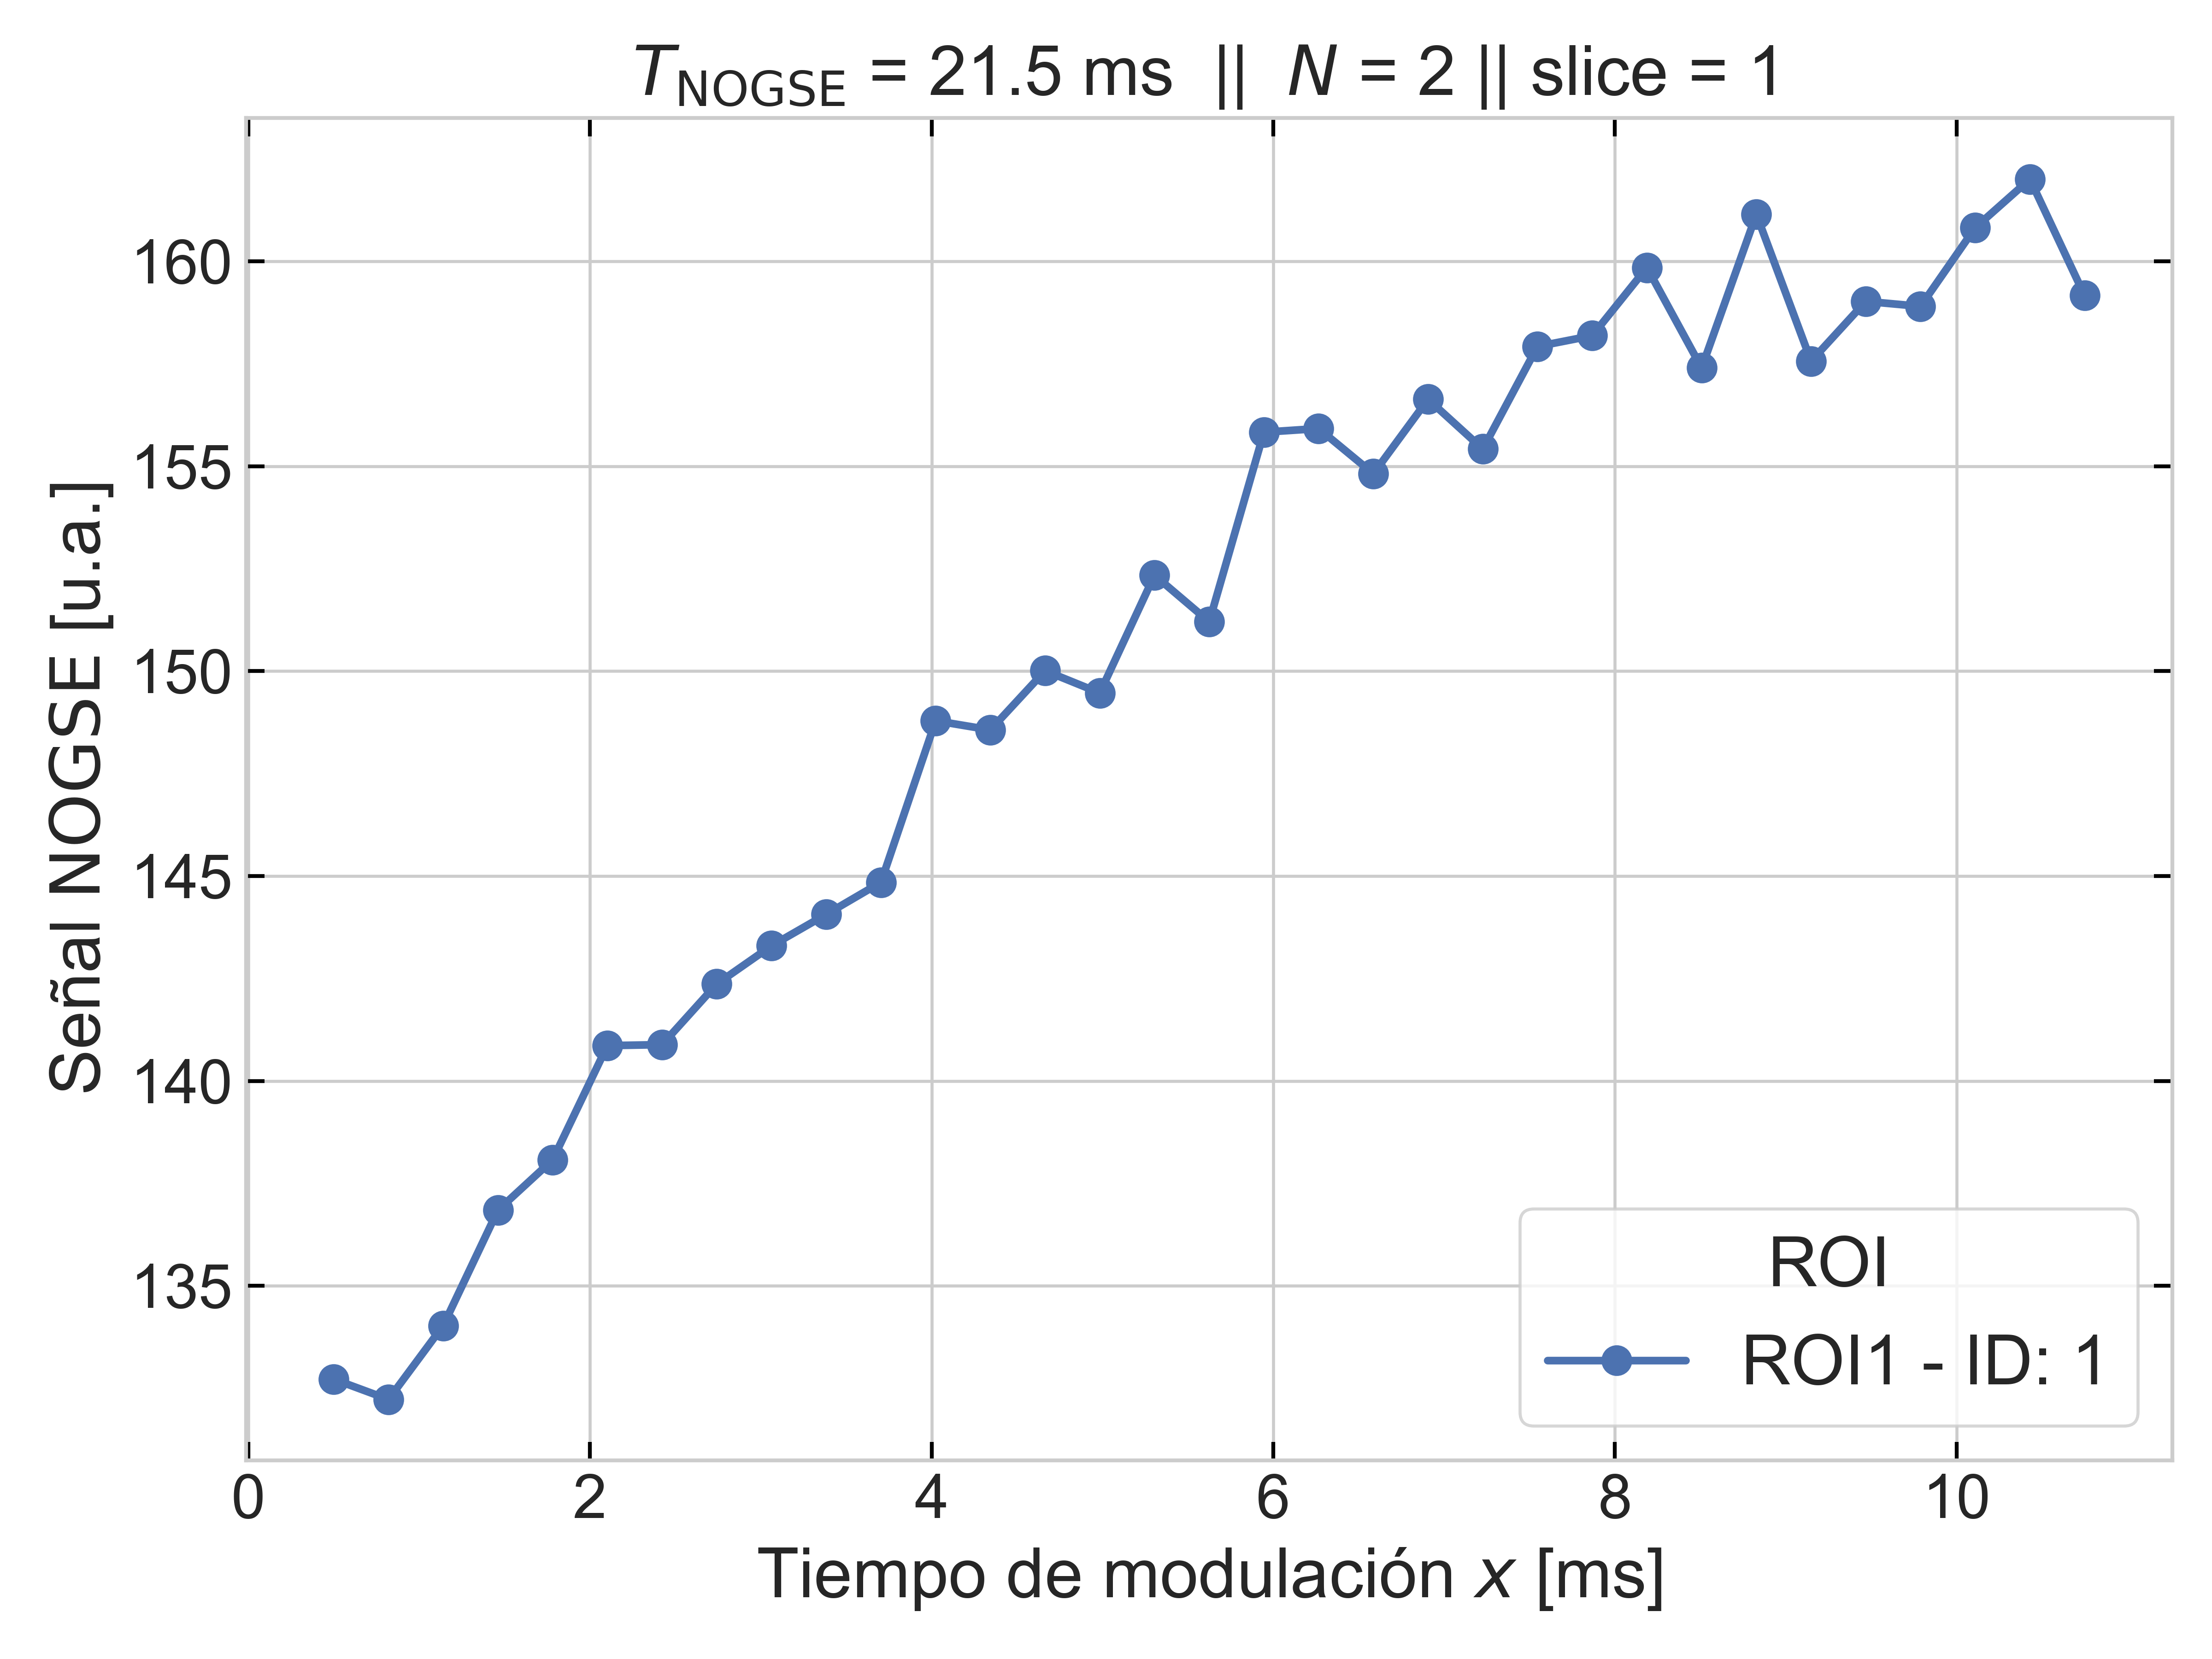 T_NOGSE = 21.5 ms || N = 2 || slice = 1
Señal NOGSE [u.a.]
160
155
150
145
140
135
ROI
ROI1 - ID: 1
0 2 4 6 8 10
Tiempo de modulación x [ms]